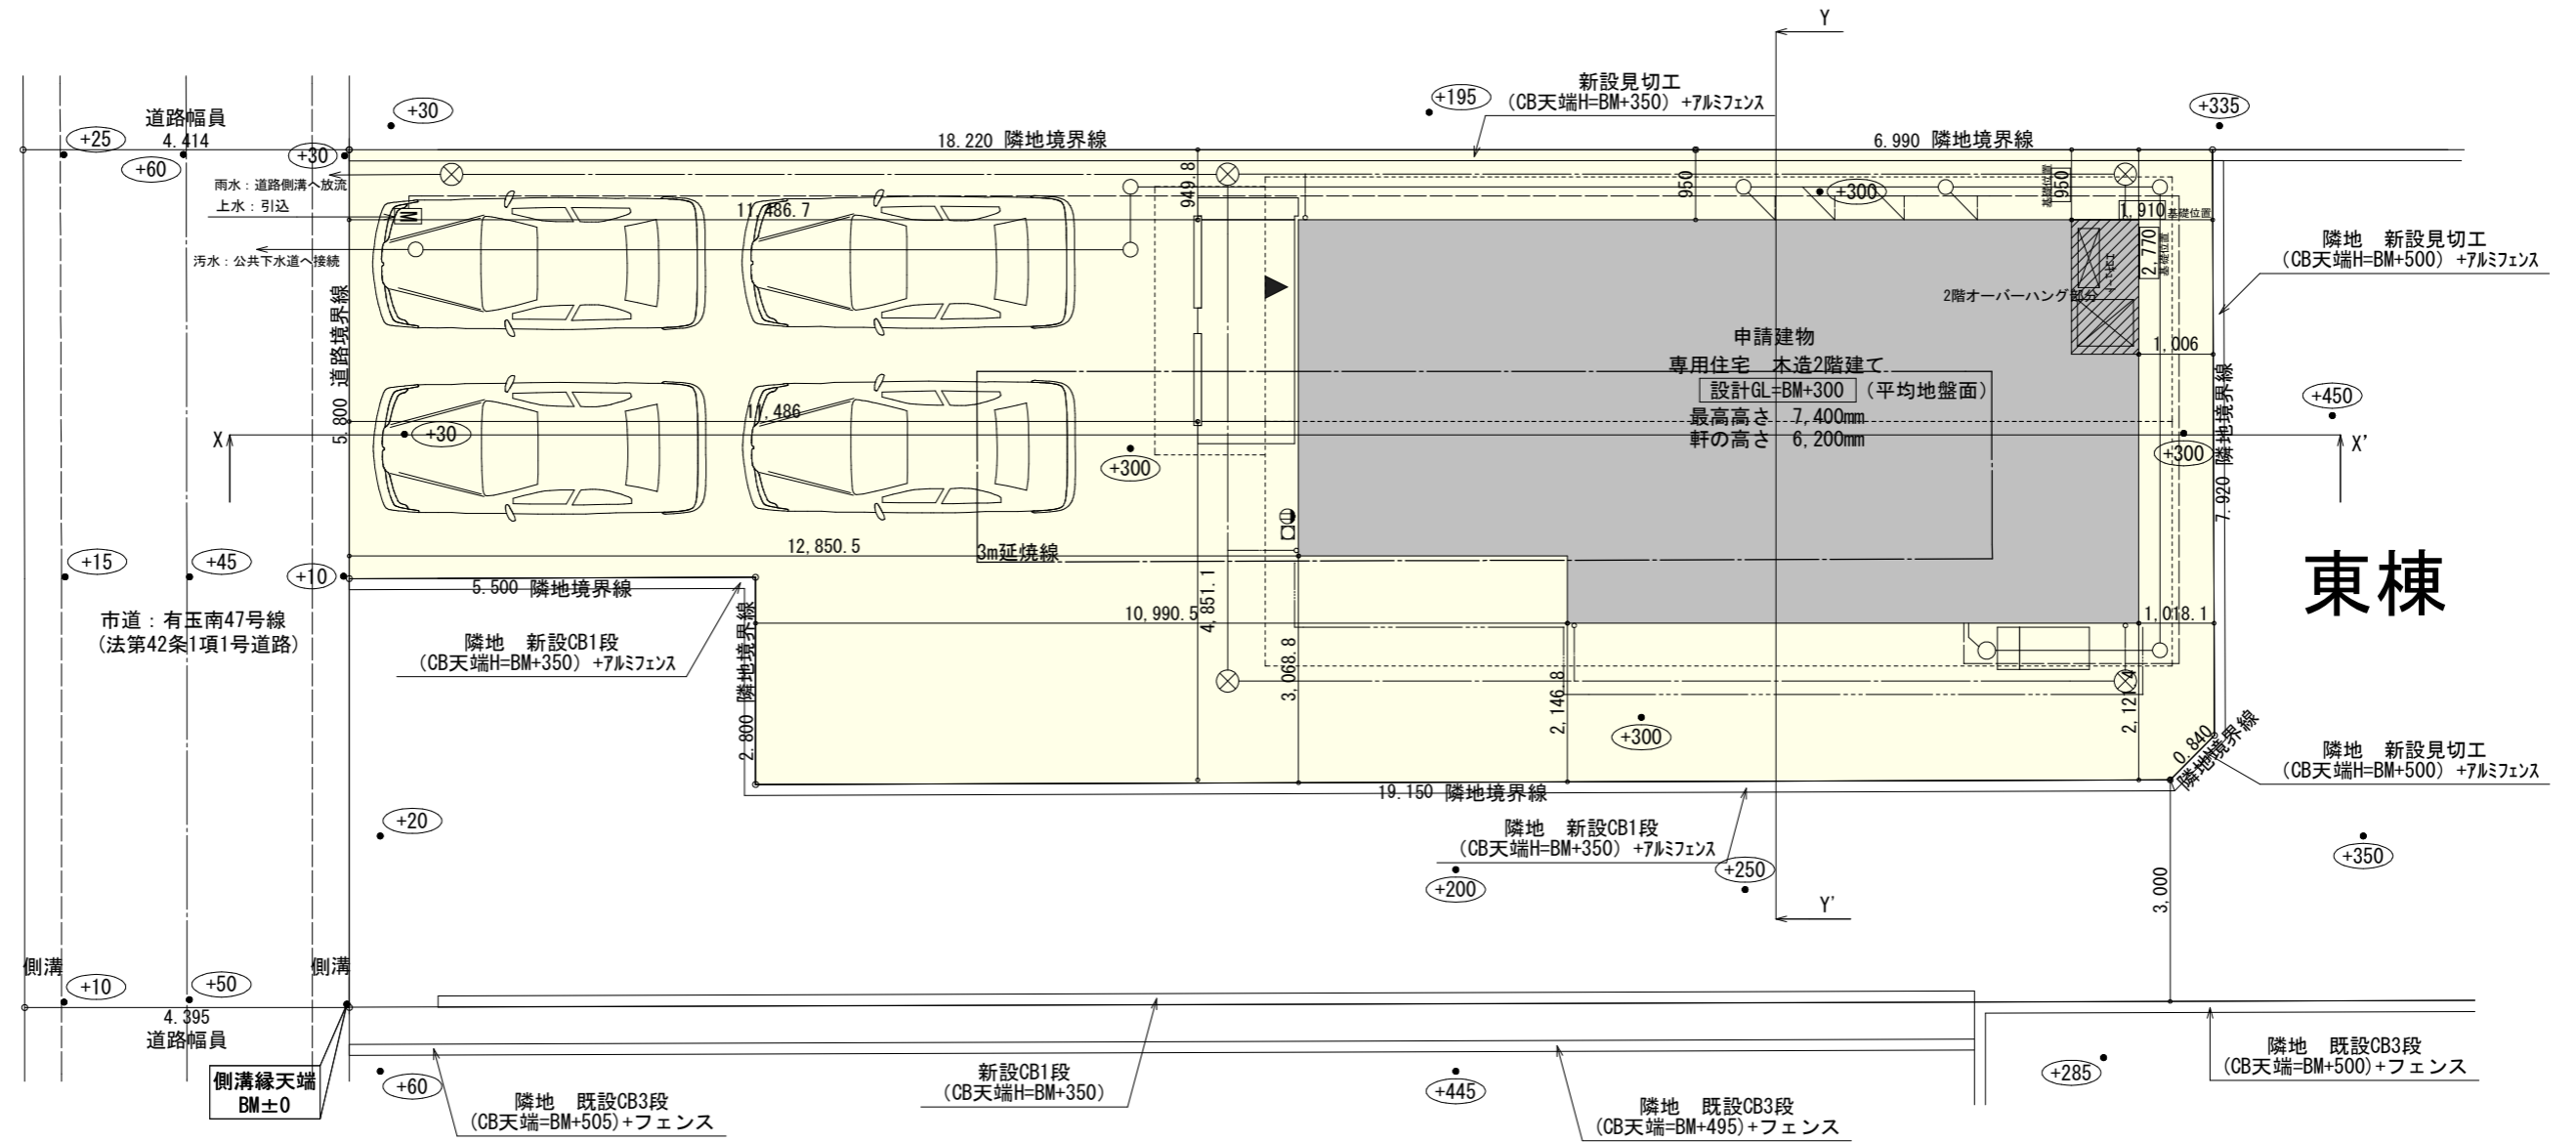 Y
新設見切工
(CB天端H=BM+350) +ｱﾙﾐﾌｪﾝｽ
+30
+195
+335
道路幅員
4.414
+25
+60
+30
18.220 隣地境界線
6.990 隣地境界線
雨水：道路側溝へ放流
上水：引込
M
汚水：公共下水道へ接続
11,486.7
949.8
950
+300
基礎位置
950
1,910
基礎位置
2,770
基礎位置
隣地　新設見切工
(CB天端H=BM+500) +ｱﾙﾐﾌｪﾝｽ
2階オーバーハング部分
申請建物
専用住宅　木造2階建て
設計GL=BM+300 (平均地盤面)
最高高さ　7,400mm
軒の高さ　6,200mm
1,006
5.800 道路境界線
7.920 隣地境界線
+450
11,486
X
+30
+300
+300
X'
東棟
12,850.5
3m延焼線
+15
+45
+10
5.500 隣地境界線
市道：有玉南47号線
(法第42条1項1号道路)
隣地　新設CB1段
(CB天端H=BM+350) +ｱﾙﾐﾌｪﾝｽ
2.800 隣地境界線
10,990.5
4,851.1
3,068.8
2,146.8
2,121.4
1,018.1
+300
0.840
隣地境界線
隣地　新設見切工
(CB天端H=BM+500) +ｱﾙﾐﾌｪﾝｽ
19.150 隣地境界線
隣地　新設CB1段
(CB天端H=BM+350) +ｱﾙﾐﾌｪﾝｽ
+20
+200
+250
+350
3,000
Y'
側溝
側溝
+10
+50
4.395
道路幅員
側溝縁天端
BM±0
+60
隣地　既設CB3段
(CB天端=BM+505)+フェンス
新設CB1段
(CB天端H=BM+350)
+445
隣地　既設CB3段
(CB天端=BM+495)+フェンス
+285
隣地　既設CB3段
(CB天端=BM+500)+フェンス